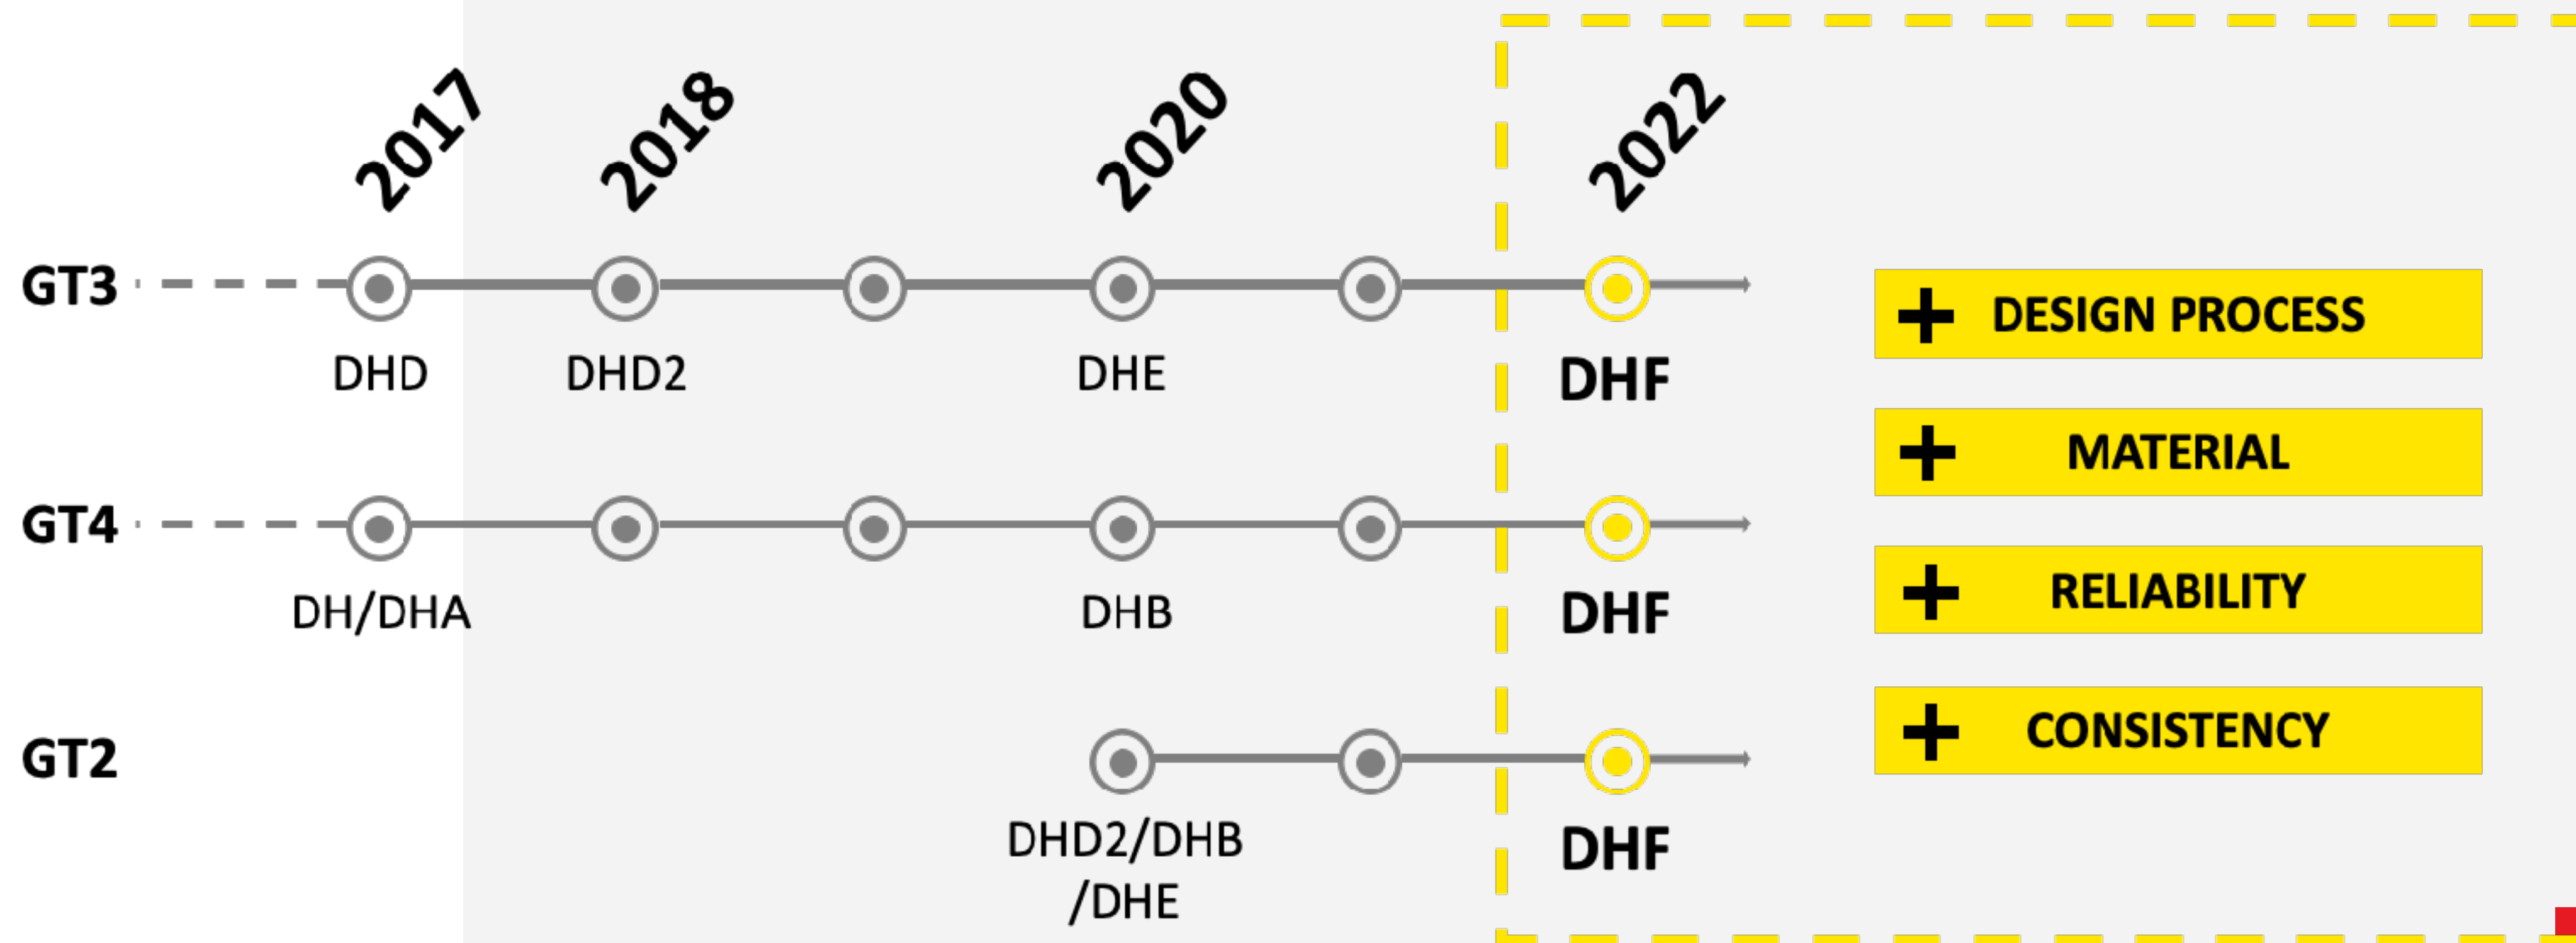 2017
2018
2020
2022
GT3
DHD
DHD2
DHE
DHF
GT4
DH/DHA
DHB
DHF
GT2
DHD2/DHB
/DHE
DHF
+ DESIGN PROCESS
+ MATERIAL
+ RELIABILITY
+ CONSISTENCY